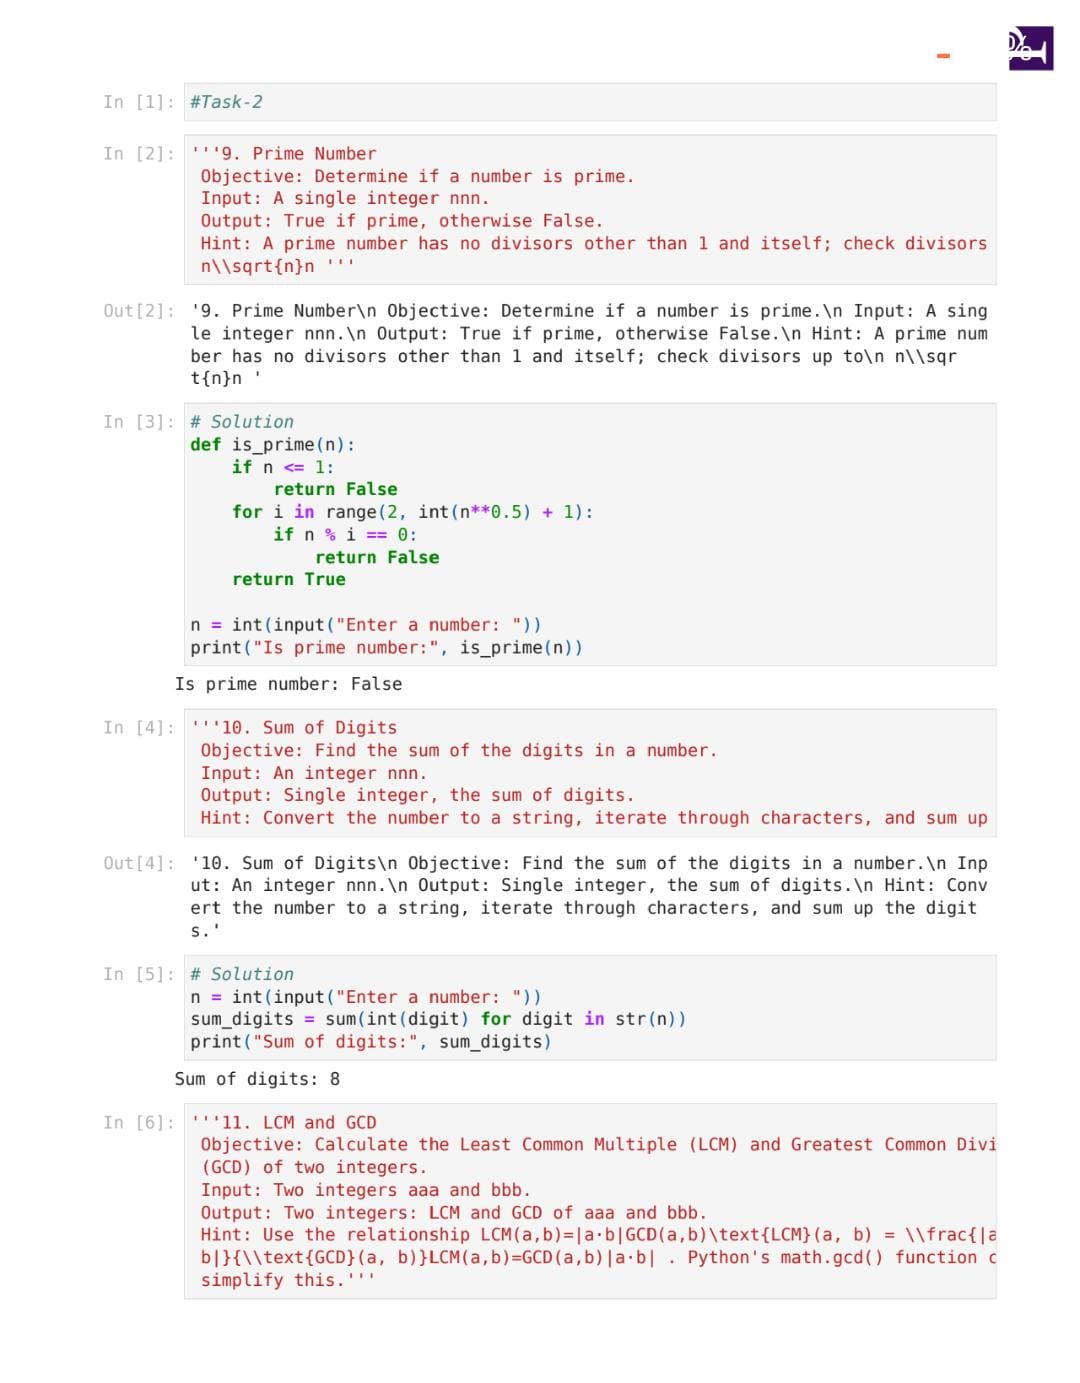 In [1]: #Task-2
In [2]: '''9. Prime Number
Objective: Determine if a number is prime.
Input: A single integer nnn.
Output: True if prime, otherwise False.
Hint: A prime number has no divisors other than 1 and itself; check divisors
n\\sqrt{n}n '''
Out[2]: '9. Prime Number\n Objective: Determine if a number is prime.\n Input: A sing
le integer nnn.\n Output: True if prime, otherwise False.\n Hint: A prime num
ber has no divisors other than 1 and itself; check divisors up to\n n\\sqr
t{n}n '
In [3]: # Solution
def is_prime(n):
    if n <= 1:
        return False
    for i in range(2, int(n**0.5) + 1):
        if n % i == 0:
            return False
    return True
n = int(input("Enter a number: "))
print("Is prime number:", is_prime(n))
Is prime number: False
In [4]: '''10. Sum of Digits
Objective: Find the sum of the digits in a number.
Input: An integer nnn.
Output: Single integer, the sum of digits.
Hint: Convert the number to a string, iterate through characters, and sum up
Out[4]: '10. Sum of Digits\n Objective: Find the sum of the digits in a number.\n Inp
ut: An integer nnn.\n Output: Single integer, the sum of digits.\n Hint: Conv
ert the number to a string, iterate through characters, and sum up the digit
s.'
In [5]: # Solution
n = int(input("Enter a number: "))
sum_digits = sum(int(digit) for digit in str(n))
print("Sum of digits:", sum_digits)
Sum of digits: 8
In [6]: '''11. LCM and GCD
Objective: Calculate the Least Common Multiple (LCM) and Greatest Common Divi
(GCD) of two integers.
Input: Two integers aaa and bbb.
Output: Two integers: LCM and GCD of aaa and bbb.
Hint: Use the relationship LCM(a,b)=|a·b|GCD(a,b)\text{LCM}(a, b) = \\frac{|a
b|}{\\text{GCD}(a, b)}LCM(a,b)=GCD(a,b)|a·b| . Python's math.gcd() function c
simplify this.'''